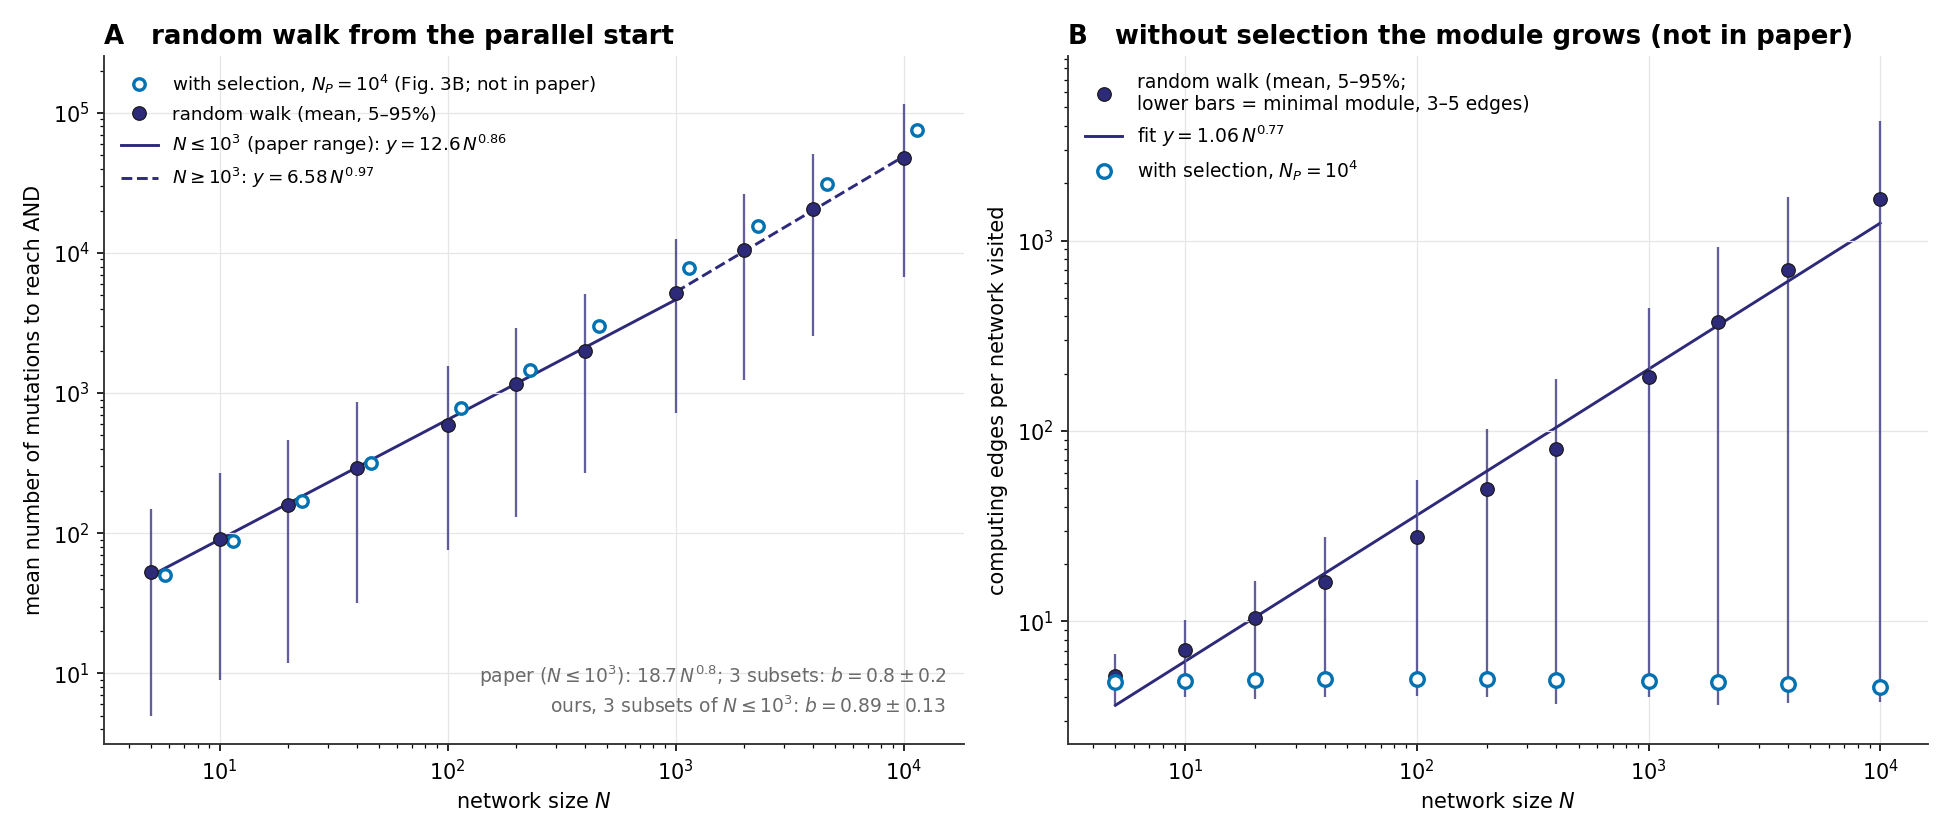 A random walk from the parallel start
with selection, N_P = 10^4 (Fig. 3B; not in paper)
random walk (mean, 5–95%)
N ≤ 10^3 (paper range): y = 12.6 N^0.86
N ≥ 10^3: y = 6.58 N^0.97
mean number of mutations to reach AND
10^5
10^4
10^3
10^2
10^1
paper (N ≤ 10^3): 18.7 N^0.8; 3 subsets: b = 0.8 ± 0.2
ours, 3 subsets of N ≤ 10^3: b = 0.89 ± 0.13
10^1 10^2 10^3 10^4
network size N
B without selection the module grows (not in paper)
random walk (mean, 5–95%;
lower bars = minimal module, 3–5 edges)
fit y = 1.06 N^0.77
with selection, N_P = 10^4
computing edges per network visited
10^3
10^2
10^1
10^1 10^2 10^3 10^4
network size N